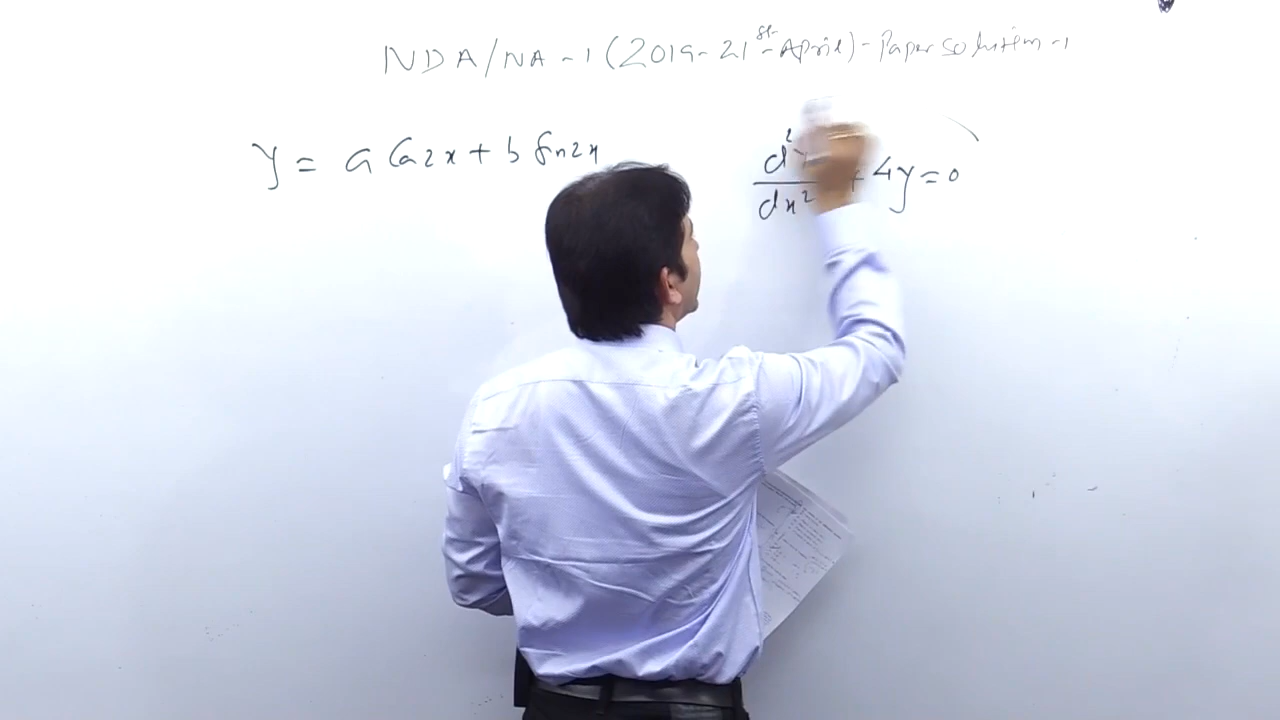 NDA/NA-1 (2019-21st-April)-Paper solution-1
y = a Cos2x + b Sin2x
d²y/dx² + 4y = 0